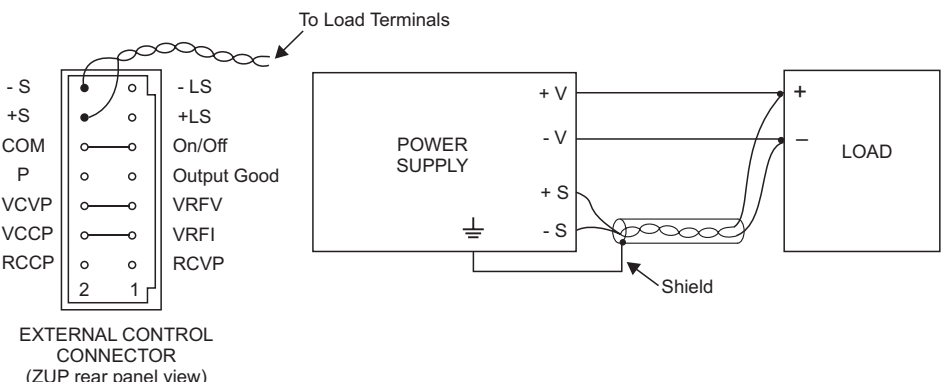 To Load Terminals
- S - LS
+S +LS
COM On/Off
P Output Good
VCVP VRFV
VCCP VRFI
RCCP RCVP
2 1
EXTERNAL CONTROL
CONNECTOR
(ZUP rear panel view)
POWER
SUPPLY
+ V
- V
+ S
- S
Shield
+
–
LOAD